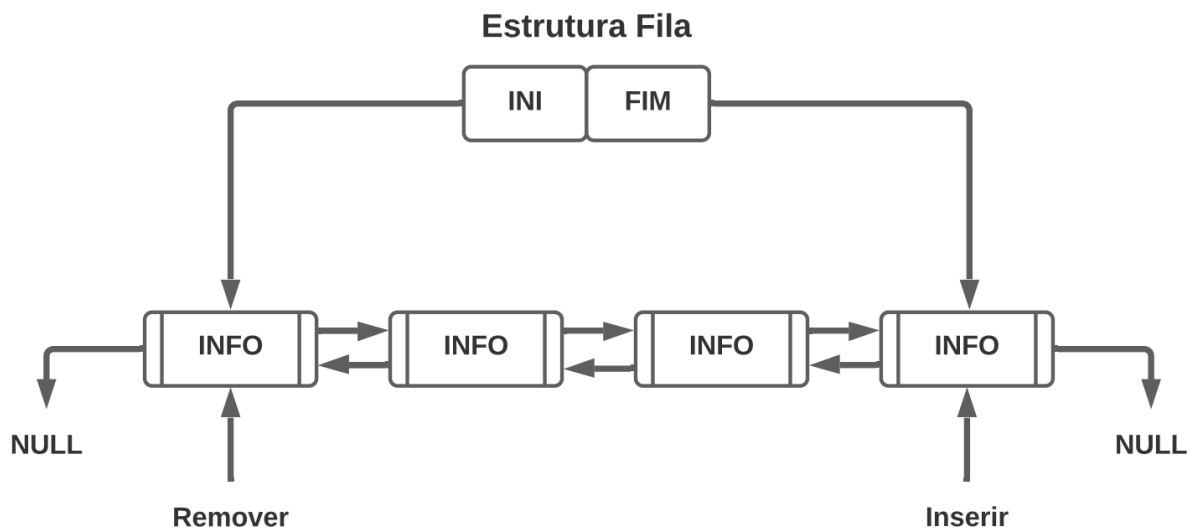 Estrutura Fila
INI FIM
INFO INFO INFO INFO
NULL NULL
Remover Inserir